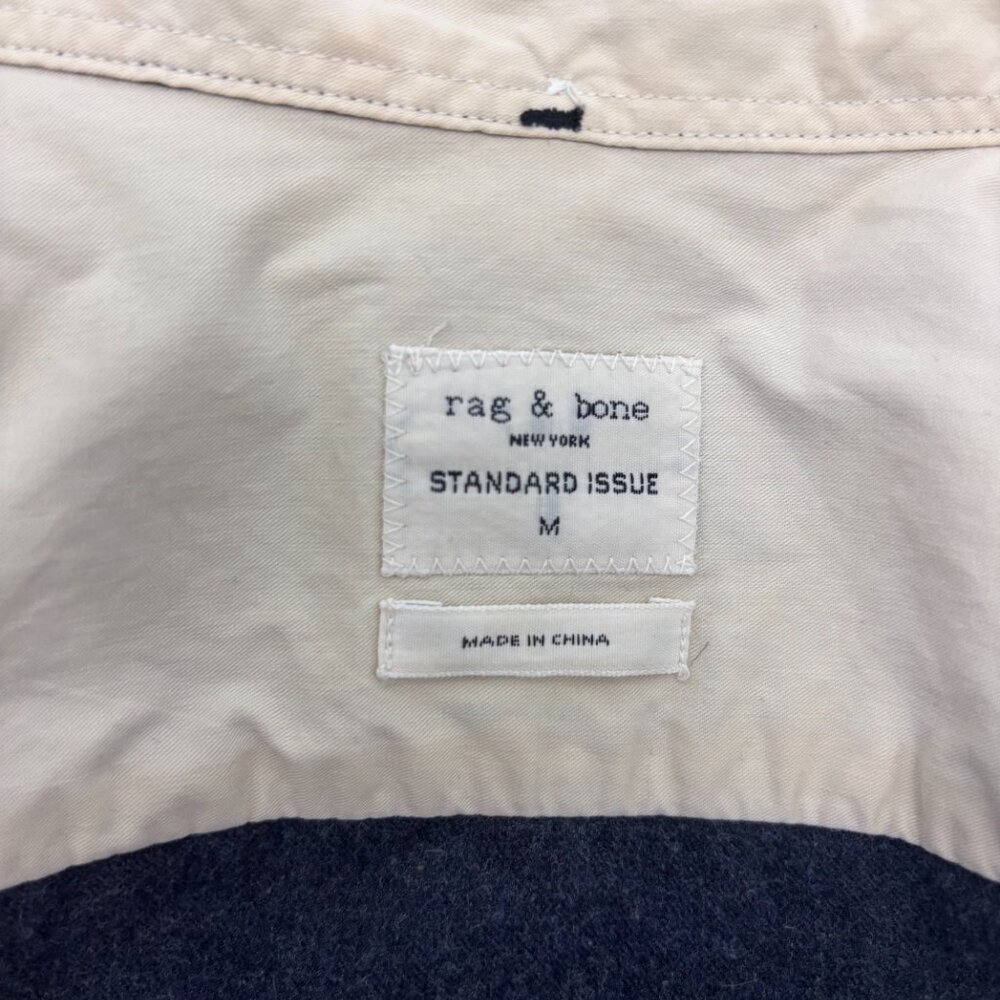 rag & bone
NEW YORK
STANDARD ISSUE
M
MADE IN CHINA